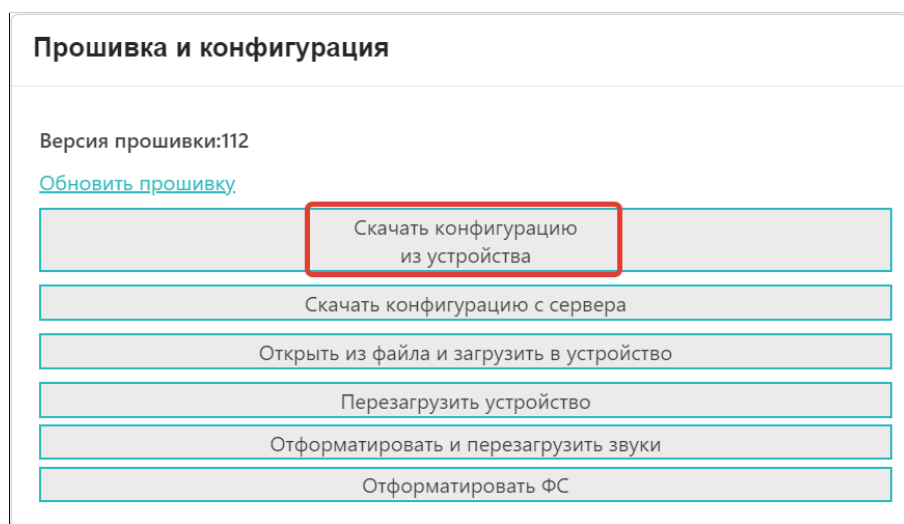 Прошивка и конфигурация
Версия прошивки:112
Обновить прошивку
Скачать конфигурацию
из устройства
Скачать конфигурацию с сервера
Открыть из файла и загрузить в устройство
Перезагрузить устройство
Отформатировать и перезагрузить звуки
Отформатировать ФС